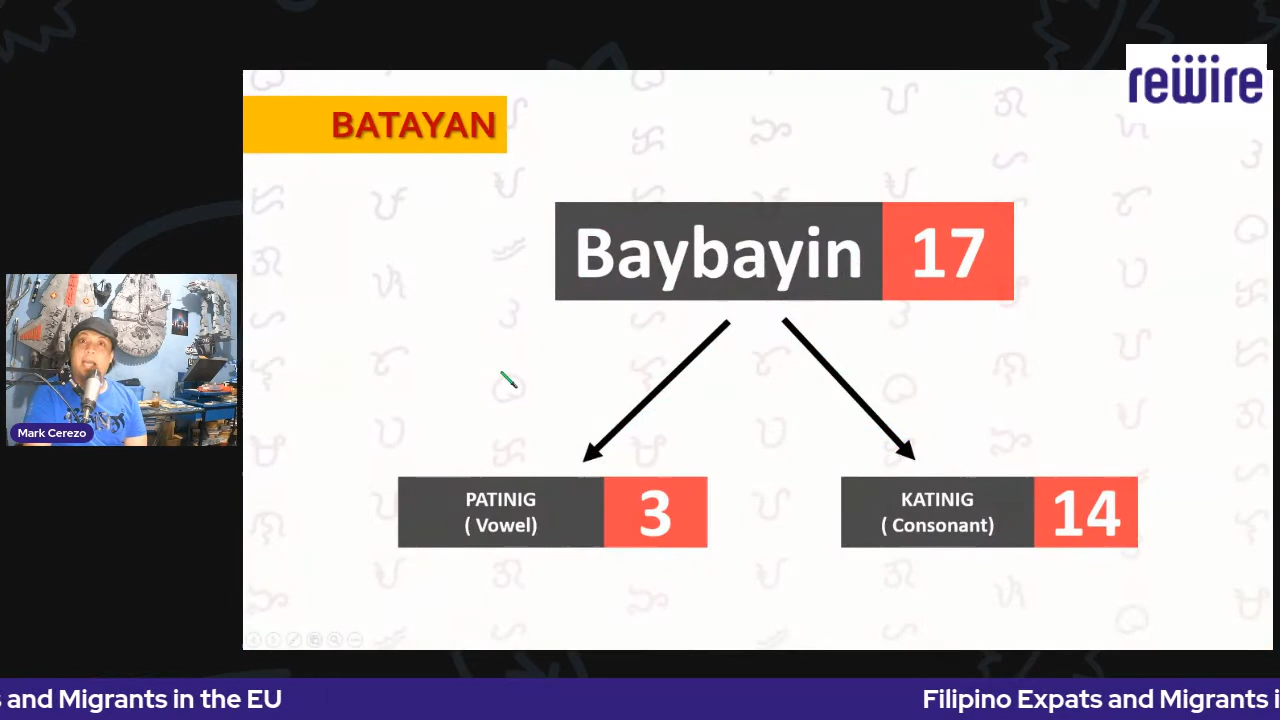 rewire
BATAYAN
Baybayin 17
PATINIG
( Vowel)
3
KATINIG
( Consonant)
14
Mark Cerezo
s and Migrants in the EU
Filipino Expats and Migrants i